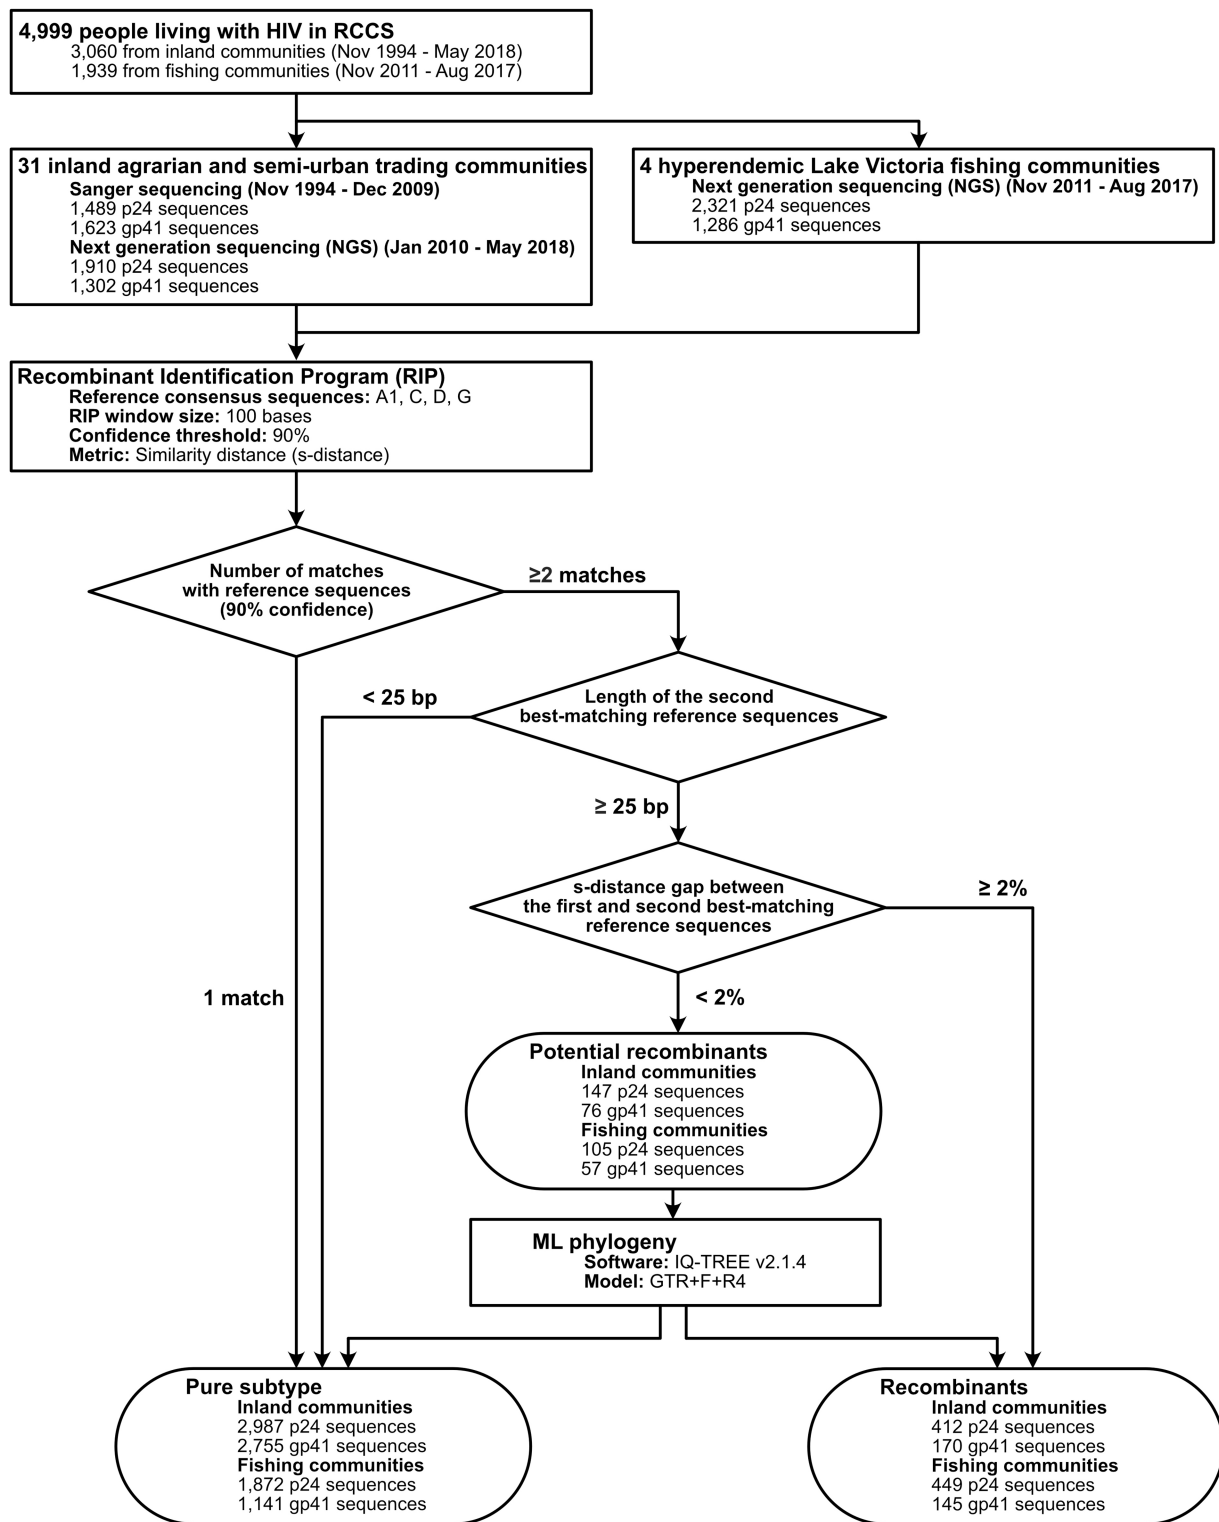 4,999 people living with HIV in RCCS
3,060 from inland communities (Nov 1994 - May 2018)
1,939 from fishing communities (Nov 2011 - Aug 2017)
31 inland agrarian and semi-urban trading communities
Sanger sequencing (Nov 1994 - Dec 2009)
1,489 p24 sequences
1,623 gp41 sequences
Next generation sequencing (NGS) (Jan 2010 - May 2018)
1,910 p24 sequences
1,302 gp41 sequences
4 hyperendemic Lake Victoria fishing communities
Next generation sequencing (NGS) (Nov 2011 - Aug 2017)
2,321 p24 sequences
1,286 gp41 sequences
Recombinant Identification Program (RIP)
Reference consensus sequences: A1, C, D, G
RIP window size: 100 bases
Confidence threshold: 90%
Metric: Similarity distance (s-distance)
Number of matches
with reference sequences
(90% confidence)
≥2 matches
Length of the second
best-matching reference sequences
< 25 bp
≥ 25 bp
s-distance gap between
the first and second best-matching
reference sequences
≥ 2%
1 match
< 2%
Potential recombinants
Inland communities
147 p24 sequences
76 gp41 sequences
Fishing communities
105 p24 sequences
57 gp41 sequences
ML phylogeny
Software: IQ-TREE v2.1.4
Model: GTR+F+R4
Pure subtype
Inland communities
2,987 p24 sequences
2,755 gp41 sequences
Fishing communities
1,872 p24 sequences
1,141 gp41 sequences
Recombinants
Inland communities
412 p24 sequences
170 gp41 sequences
Fishing communities
449 p24 sequences
145 gp41 sequences